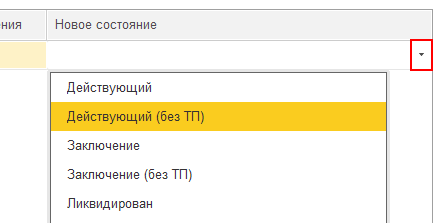 ния Новое состояние
Действующий
Действующий (без ТП)
Заключение
Заключение (без ТП)
Ликвидирован